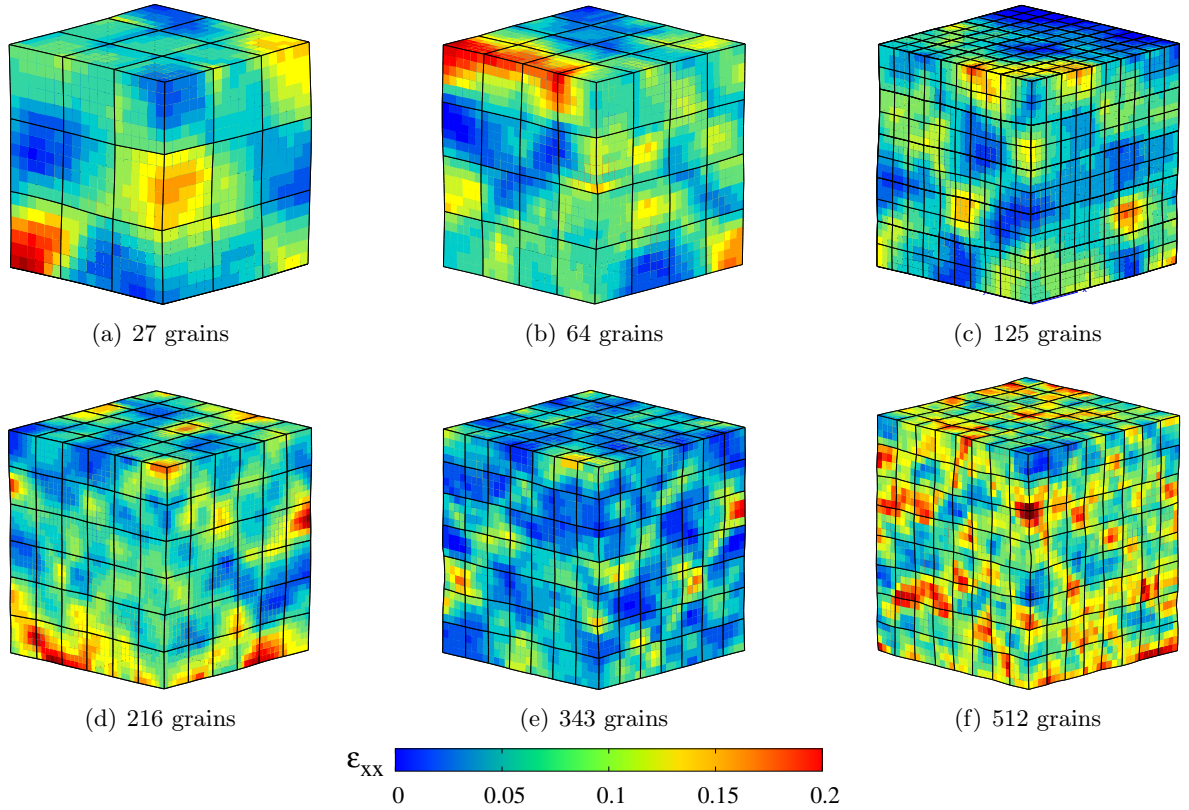 (a) 27 grains
(b) 64 grains
(c) 125 grains
(d) 216 grains
(e) 343 grains
(f) 512 grains
εxx
0 0.05 0.1 0.15 0.2